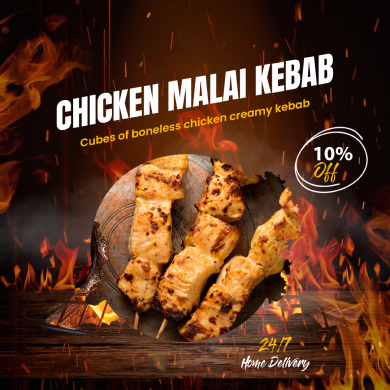 CHICKEN MALAI KEBAB
Cubes of boneless chicken creamy kebab
10%
Off
24/7
Home Delivery